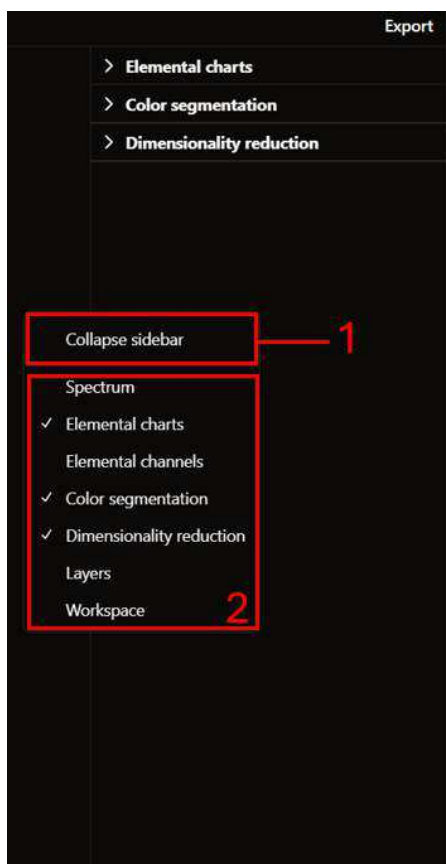 Export
Elemental charts
Color segmentation
Dimensionality reduction
Collapse sidebar
1
Spectrum
Elemental charts
Elemental channels
Color segmentation
Dimensionality reduction
Layers
Workspace
2